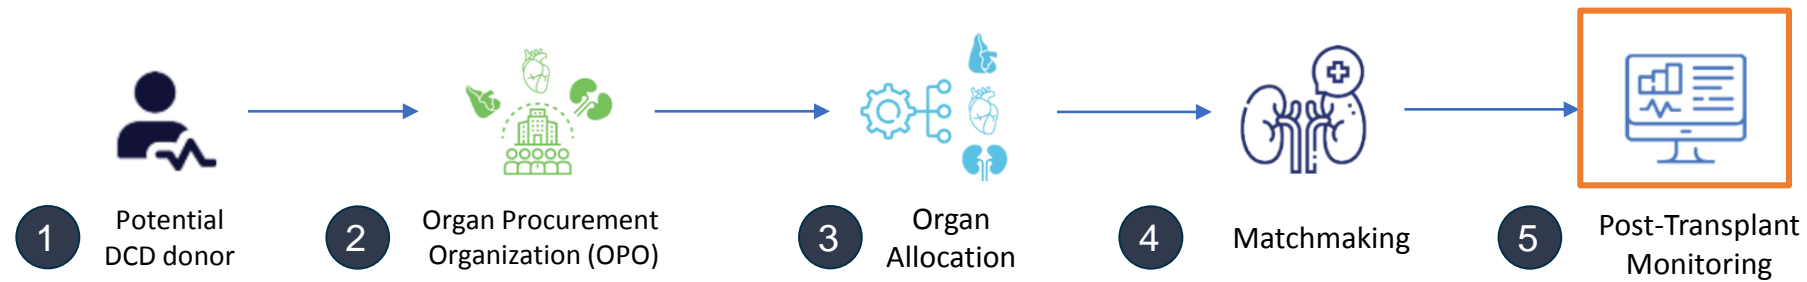 1
Potential
DCD donor
2
Organ Procurement
Organization (OPO)
3
Organ
Allocation
4
Matchmaking
5
Post-Transplant
Monitoring